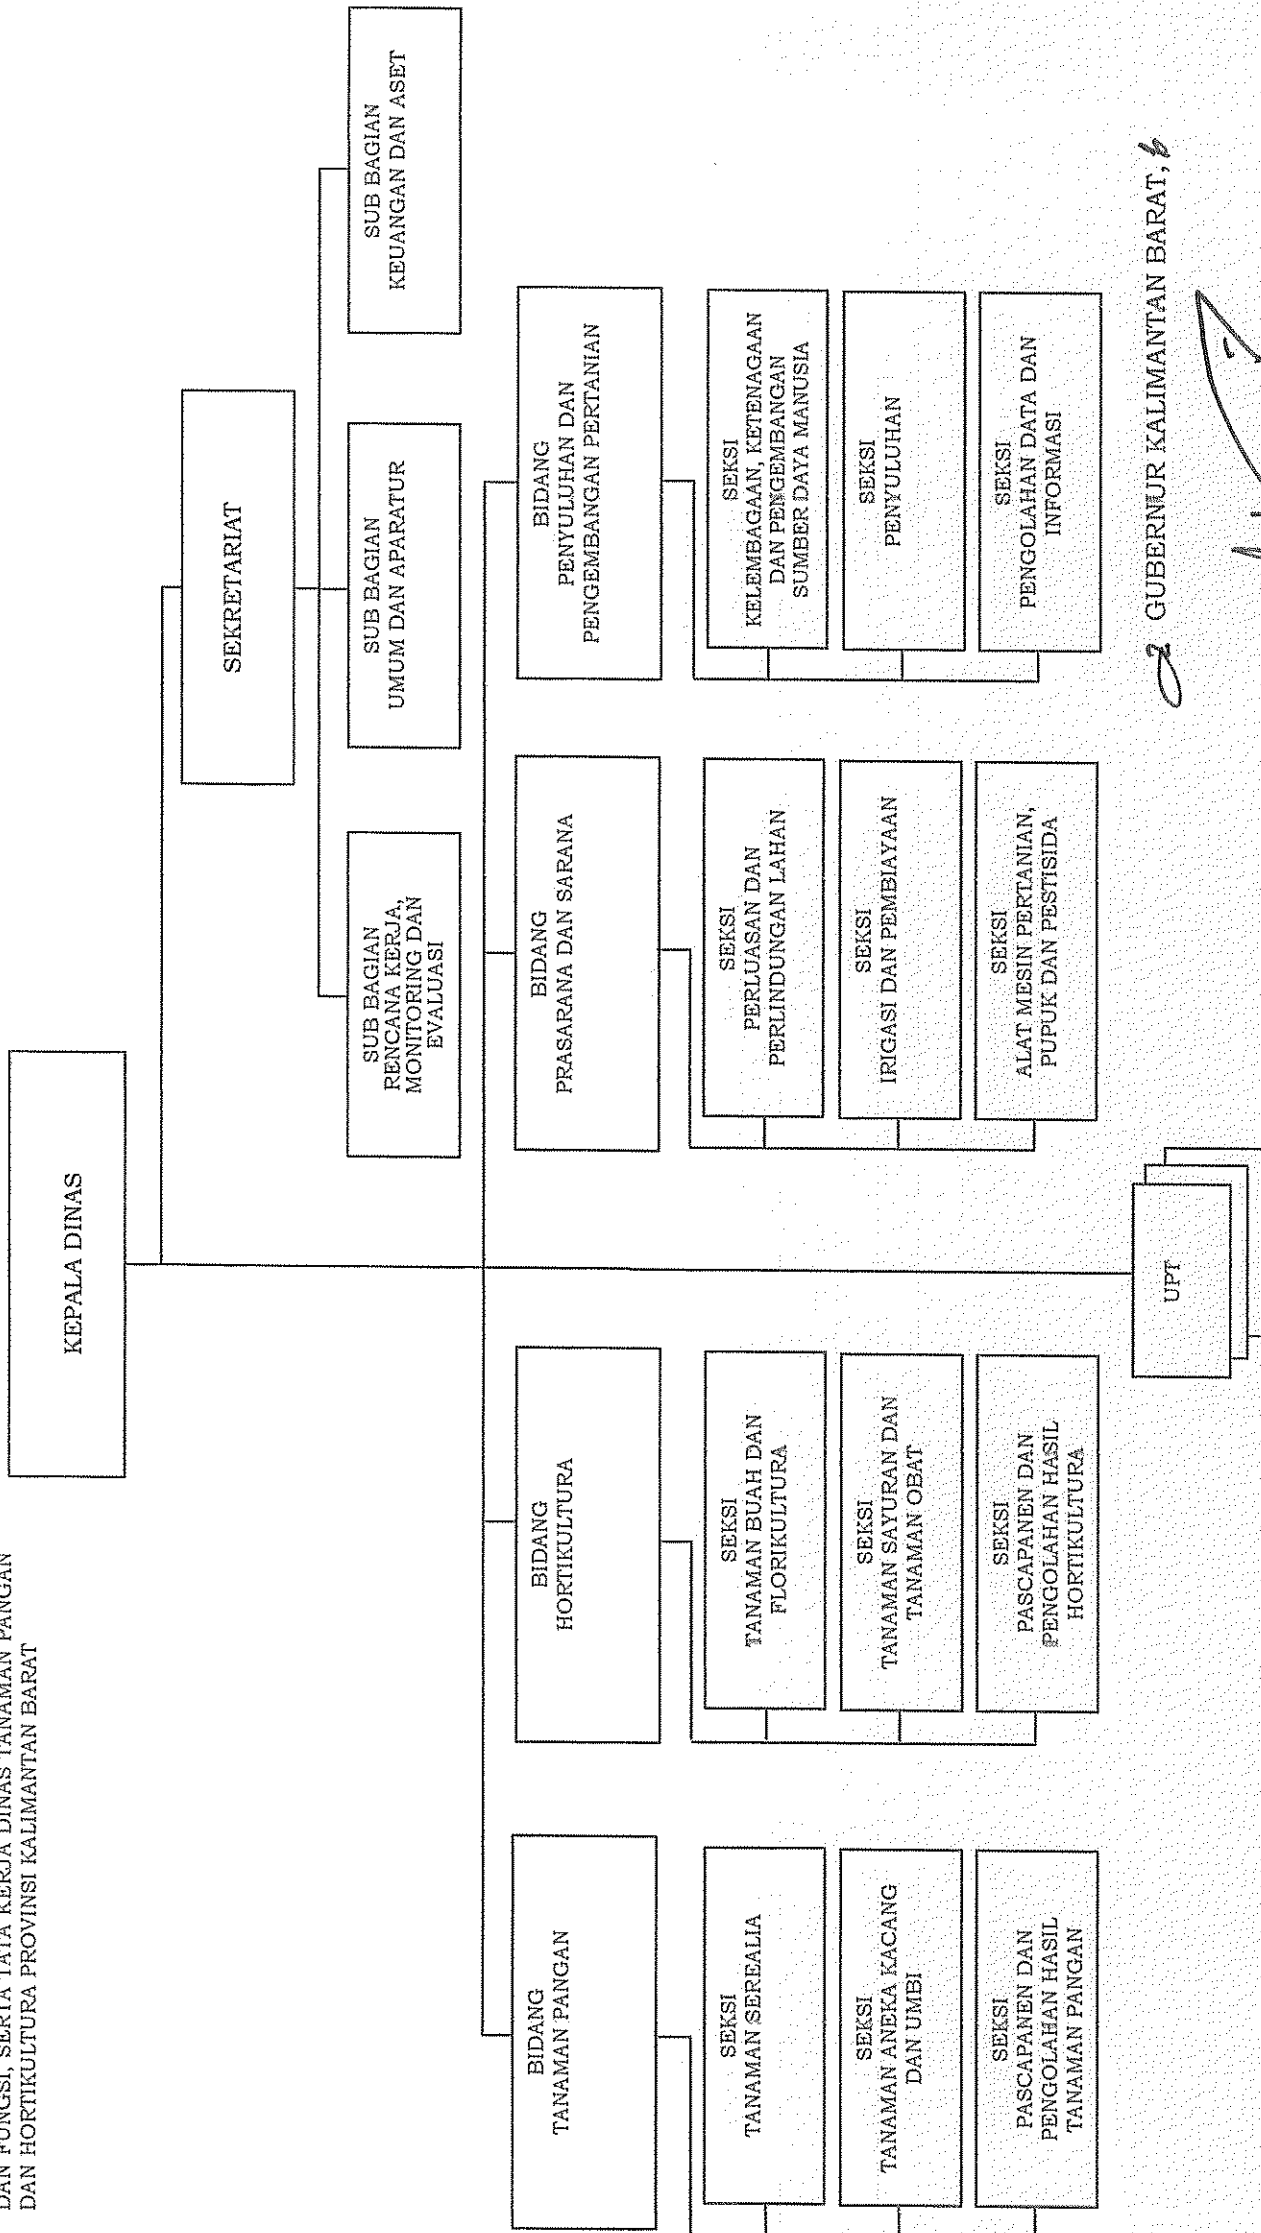 DAN FUNGSI, SERTA TATA KERJA DINAS TANAMAN PANGAN
DAN HORTIKULTURA PROVINSI KALIMANTAN BARAT
KEPALA DINAS
SEKRETARIAT
SUB BAGIAN
RENCANA KERJA,
MONITORING DAN
EVALUASI
SUB BAGIAN
UMUM DAN APARATUR
SUB BAGIAN
KEUANGAN DAN ASET
BIDANG
TANAMAN PANGAN
SEKSI
TANAMAN SEREALIA
SEKSI
TANAMAN ANEKA KACANG
DAN UMBI
SEKSI
PASCAPANEN DAN
PENGOLAHAN HASIL
TANAMAN PANGAN
BIDANG
HORTIKULTURA
SEKSI
TANAMAN BUAH DAN
FLORIKULTURA
SEKSI
TANAMAN SAYURAN DAN
TANAMAN OBAT
SEKSI
PASCAPANEN DAN
PENGOLAHAN HASIL
HORTIKULTURA
BIDANG
PRASARANA DAN SARANA
SEKSI
PERLUASAN DAN
PERLINDUNGAN LAHAN
SEKSI
IRIGASI DAN PEMBIAYAAN
SEKSI
ALAT MESIN PERTANIAN,
PUPUK DAN PESTISIDA
BIDANG
PENYULUHAN DAN
PENGEMBANGAN PERTANIAN
SEKSI
KELEMBAGAAN, KETENAGAAN
DAN PENGEMBANGAN
SUMBER DAYA MANUSIA
SEKSI
PENYULUHAN
SEKSI
PENGOLAHAN DATA DAN
INFORMASI
UPT
GUBERNUR KALIMANTAN BARAT,